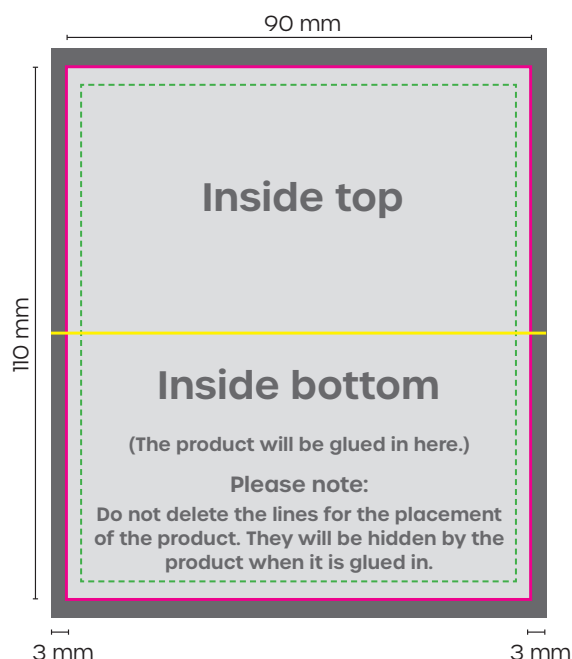 90 mm
Inside top
110 mm
Inside bottom
(The product will be glued in here.)
Please note:
Do not delete the lines for the placement
of the product. They will be hidden by the
product when it is glued in.
3 mm
3 mm